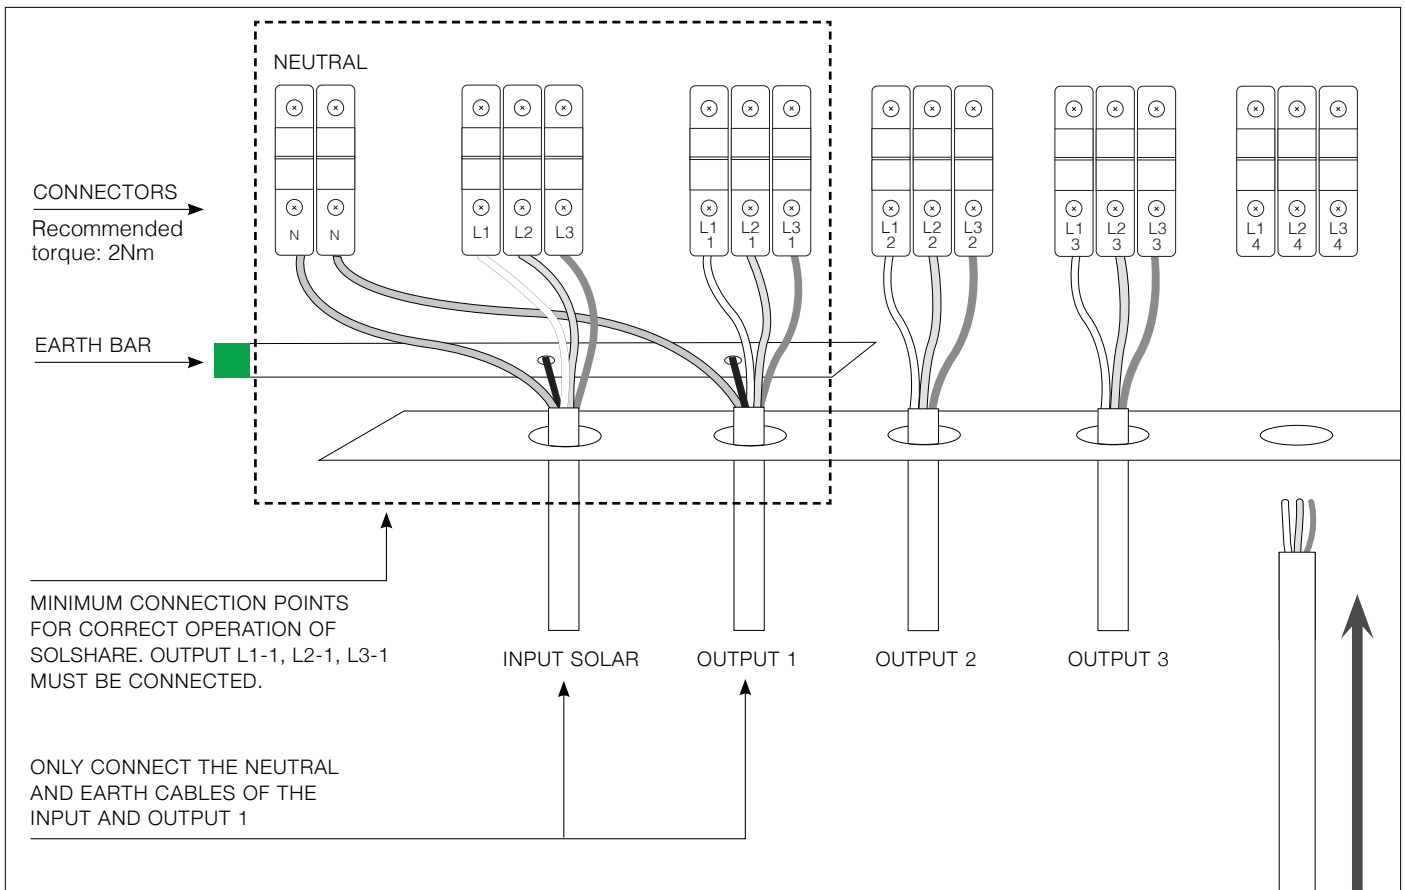 NEUTRAL
CONNECTORS
Recommended
torque: 2Nm
N N L1 L2 L3
L1 L2 L3 L1 L2 L3 L1 L2 L3 L1 L2 L3
1 1 1 2 2 2 3 3 3 4 4 4
EARTH BAR
MINIMUM CONNECTION POINTS
FOR CORRECT OPERATION OF
SOLSHARE. OUTPUT L1-1, L2-1, L3-1
MUST BE CONNECTED.
INPUT SOLAR OUTPUT 1 OUTPUT 2 OUTPUT 3
ONLY CONNECT THE NEUTRAL
AND EARTH CABLES OF THE
INPUT AND OUTPUT 1